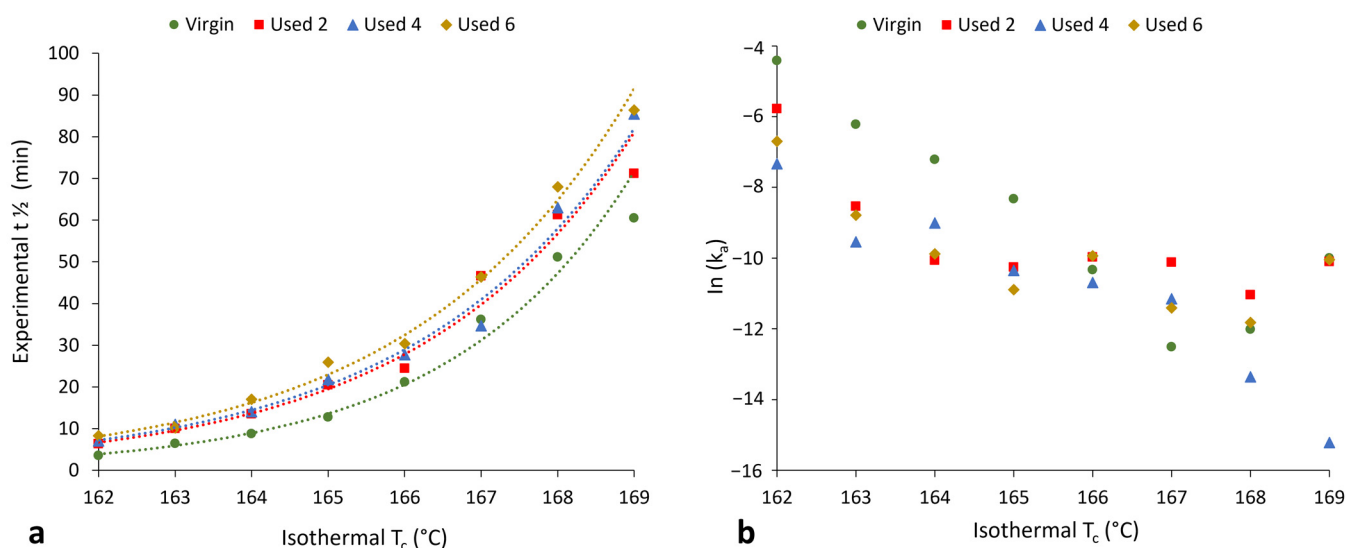 Virgin Used 2 Used 4 Used 6
100
90
80
70
60
50
40
30
20
10
0
Experimental t ½ (min)
162 163 164 165 166 167 168 169
Isothermal Tc (°C)
a
Virgin Used 2 Used 4 Used 6
−4
−6
−8
−10
−12
−14
−16
ln (ka)
162 163 164 165 166 167 168 169
Isothermal Tc (°C)
b